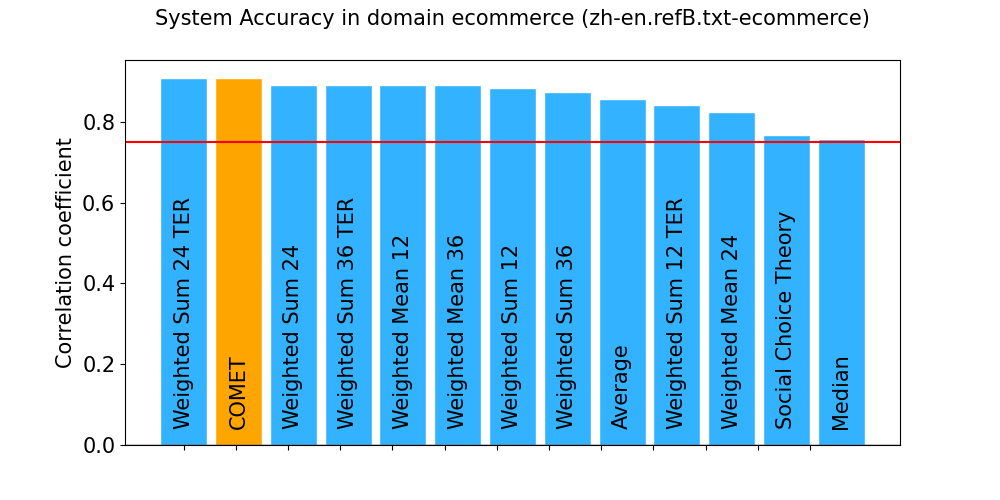 System Accuracy in domain ecommerce (zh-en.refB.txt-ecommerce)
Correlation coefficient
0.8
0.6
0.4
0.2
0.0
Weighted Sum 24 TER
COMET
Weighted Sum 24
Weighted Sum 36 TER
Weighted Mean 12
Weighted Mean 36
Weighted Sum 12
Weighted Sum 36
Average
Weighted Sum 12 TER
Weighted Mean 24
Social Choice Theory
Median